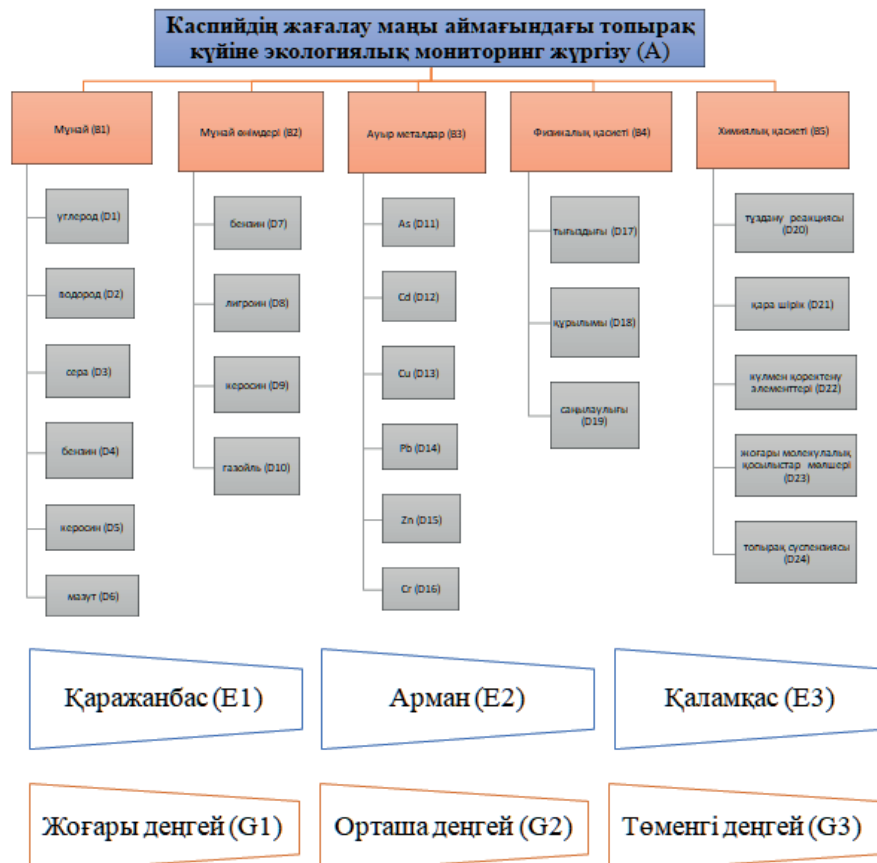 Каспийдің жағалау маңы аймағындағы топырақ
күйіне экологиялық мониторинг жүргізу (А)
Мұнай (В1)
Мұнай өнімдері (В2)
Ауыр металдар (В3)
Физикалық қасиеті (В4)
Химиялық қасиеті (В5)
углерод (D1)
водород (D2)
сера (D3)
бензин (D4)
керосин (D5)
мазут (D6)
бензин (D7)
лигроин (D8)
керосин (D9)
газойль (D10)
As (D11)
Cd (D12)
Cu (D13)
Pb (D14)
Zn (D15)
Cr (D16)
тығыздығы (D17)
құрылымы (D18)
саңылаулығы
(D19)
тұздану реакциясы
(D20)
қара шірік (D21)
күлмен қоректену
элементтері (D22)
жоғары молекулалық
қосылыстар мөлшері
(D23)
топырақ суспензиясы
(D24)
Қаражанбас (Е1)
Арман (Е2)
Қаламқас (Е3)
Жоғары деңгей (G1)
Орташа деңгей (G2)
Төменгі деңгей (G3)